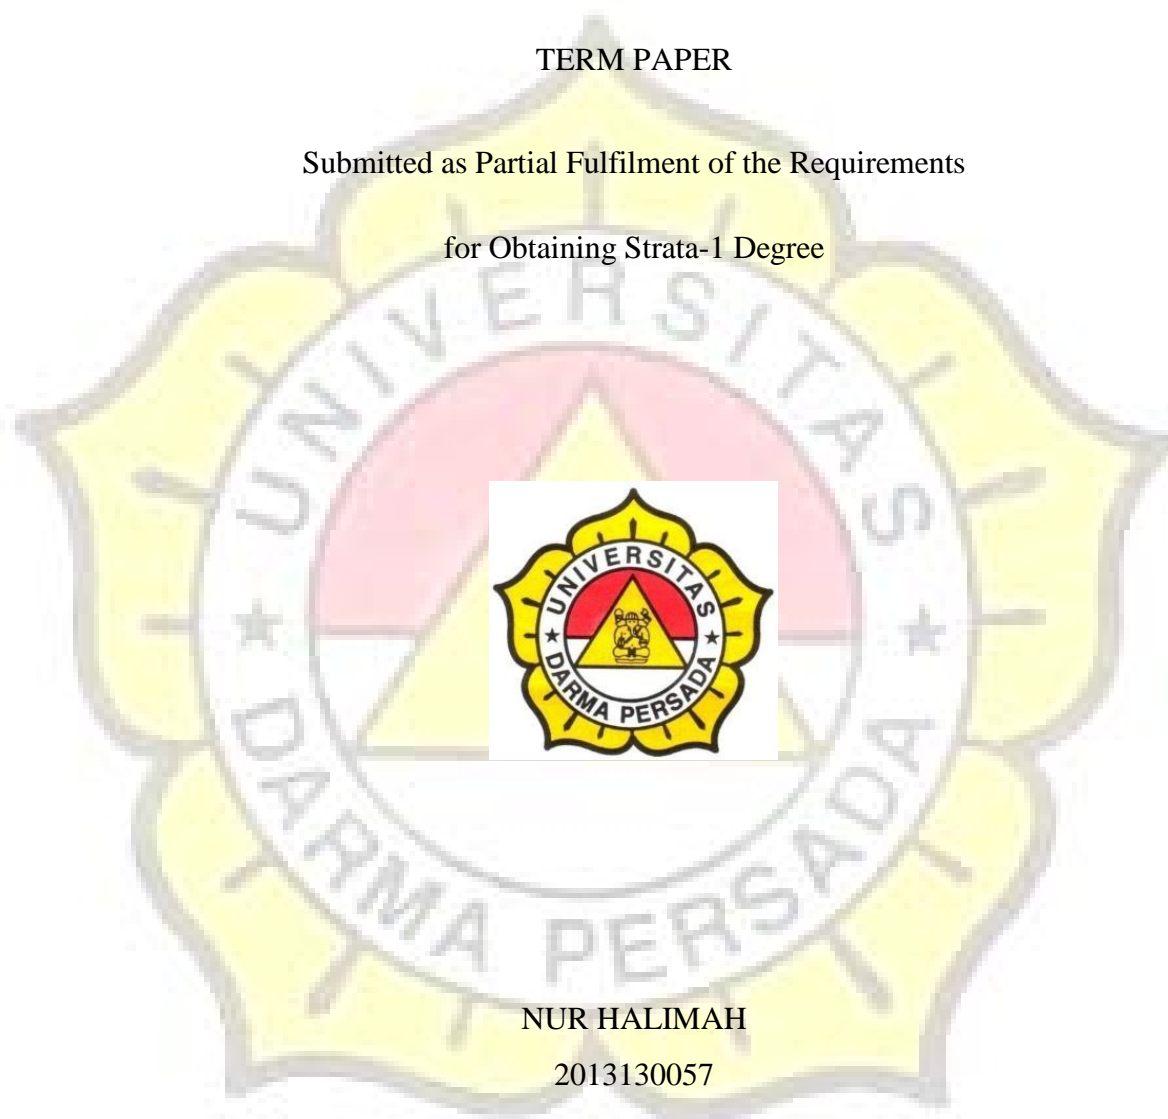 TERM PAPER
Submitted as Partial Fulfilment of the Requirements
for Obtaining Strata-1 Degree
UNIVERSITAS
DARMA PERSADA
UNIVERSITAS
DARMA PERSADA
NUR HALIMAH
2013130057